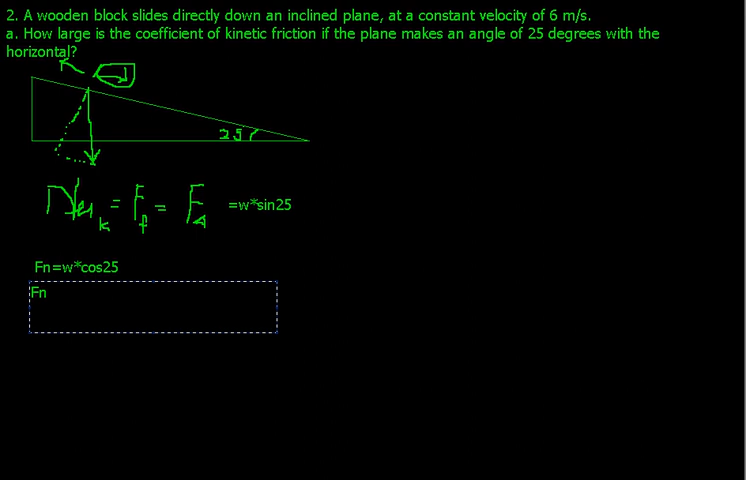 2. A wooden block slides directly down an inclined plane, at a constant velocity of 6 m/s.
a. How large is the coefficient of kinetic friction if the plane makes an angle of 25 degrees with the
horizontal?
25
= F f = F =w*sin25
Fn=w*cos25
Fn